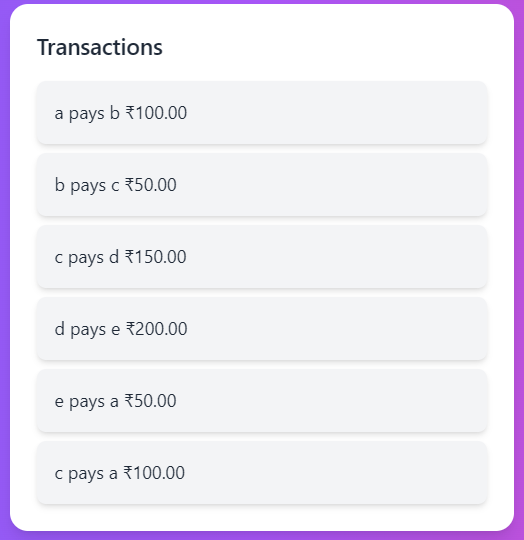 Transactions
a pays b ₹100.00
b pays c ₹50.00
c pays d ₹150.00
d pays e ₹200.00
e pays a ₹50.00
c pays a ₹100.00